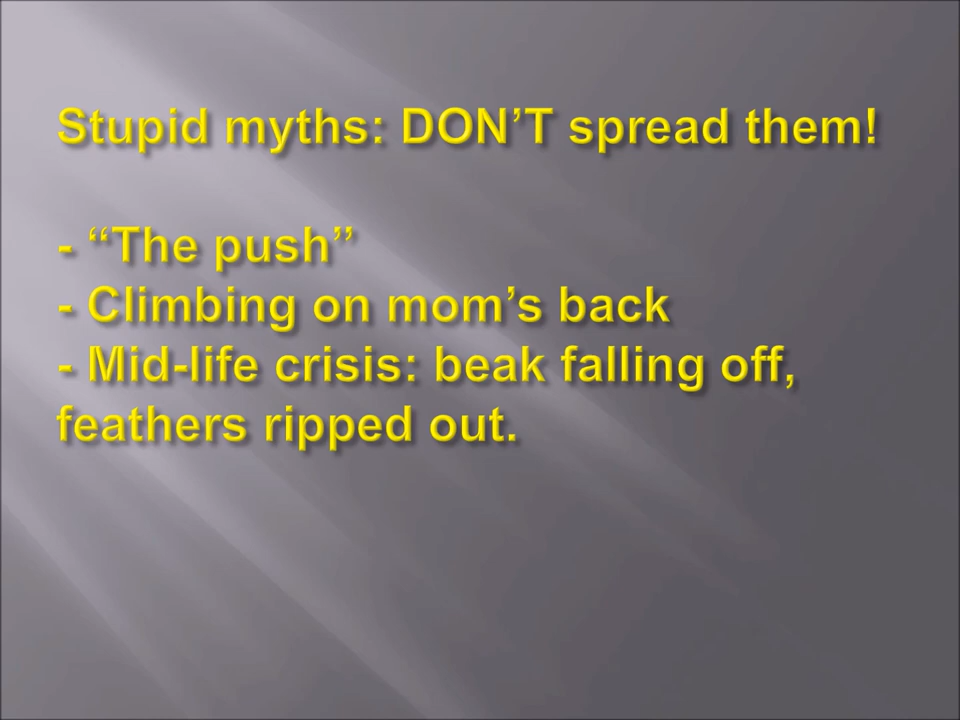 Stupid myths: DON’T spread them!
- “The push”
- Climbing on mom’s back
- Mid-life crisis: beak falling off,
feathers ripped out.